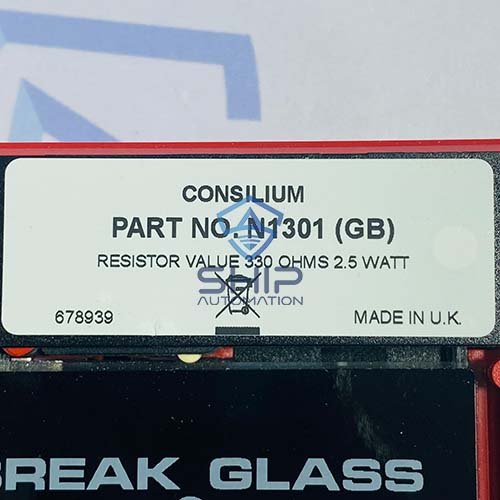 CONSILIUM
PART NO. N1301 (GB)
RESISTOR VALUE 330 OHMS 2.5 WATT
SHIP
AUTOMATION
678939
MADE IN U.K.
BREAK GLASS